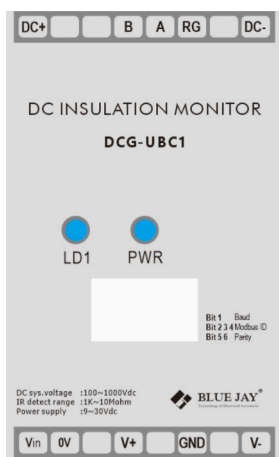 DC+ B A RG DC-
DC INSULATION MONITOR
DCG-UBC1
LD1 PWR
Bit 1 Baud
Bit 2 3 4 Modbus ID
Bit 5 6 Parity
DC sys.voltage :100~1000Vdc
IR detect range :1K~10Mohm
Power supply :9~30Vdc
BLUE JAY®
Vin 0V V+ GND V-